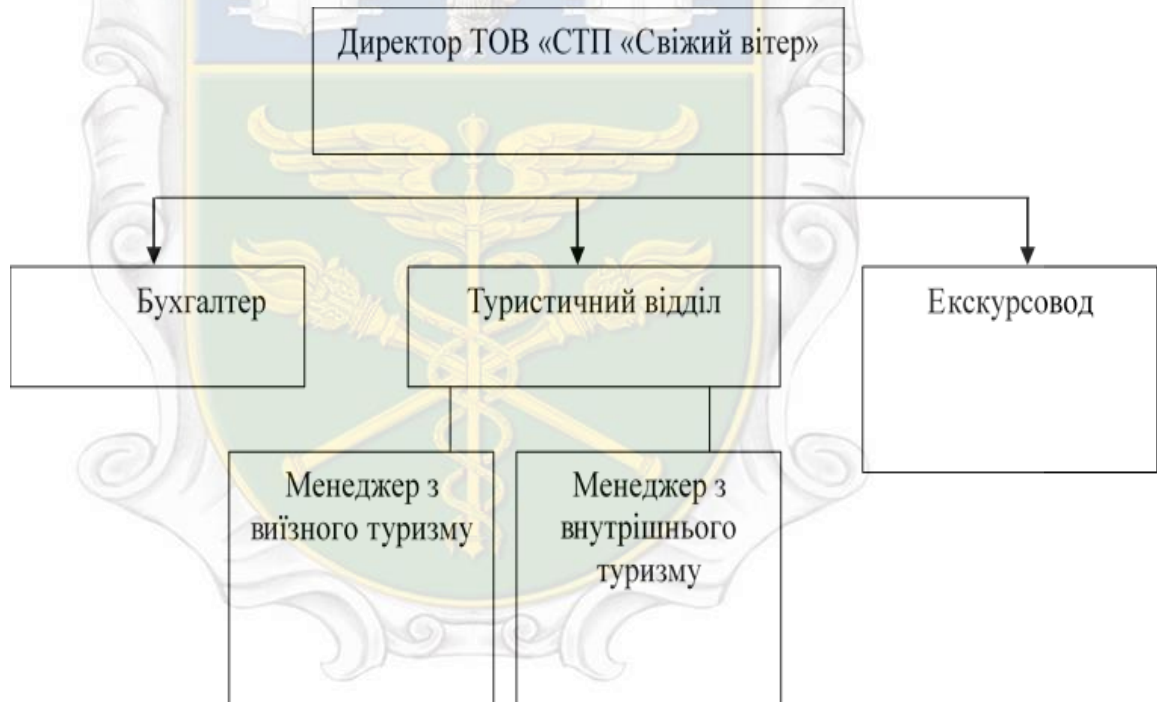 Директор ТОВ «СТП «Свіжий вітер»
Бухгалтер
Туристичний відділ
Екскурсовод
Менеджер з
виїзного туризму
Менеджер з
внутрішнього
туризму